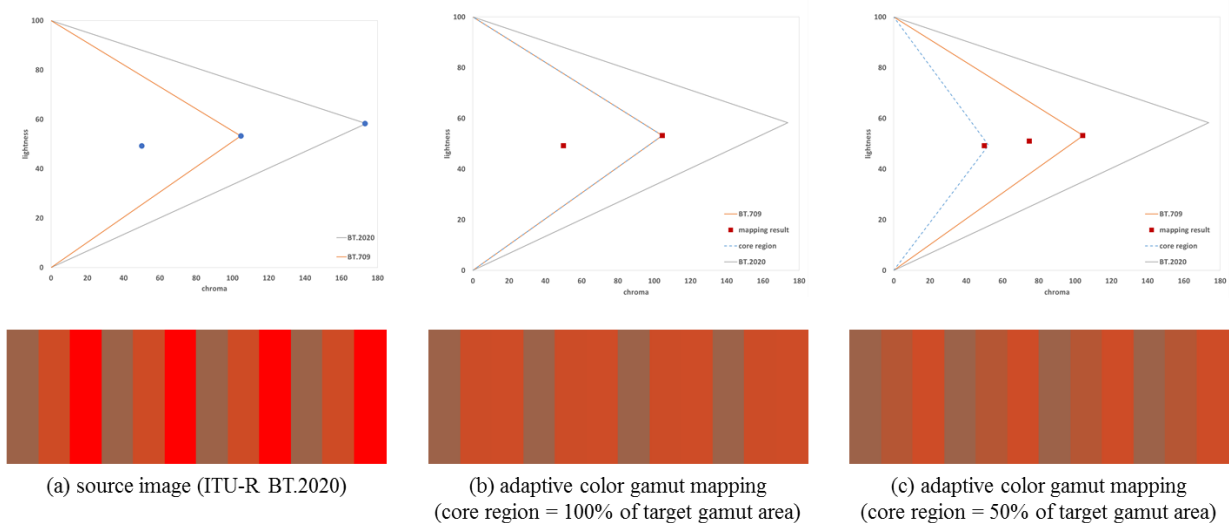 100
80
60
40
20
0
0 20 40 60 80 100 120 140 160 180
lightness
chroma
BT.2020
BT.709
100
80
60
40
20
0
0 20 40 60 80 100 120 140 160 180
lightness
chroma
BT.709
mapping result
core region
BT.2020
100
80
60
40
20
0
0 20 40 60 80 100 120 140 160 180
lightness
chroma
BT.709
mapping result
core region
BT.2020
(a) source image (ITU-R BT.2020)
(b) adaptive color gamut mapping
(core region = 100% of target gamut area)
(c) adaptive color gamut mapping
(core region = 50% of target gamut area)